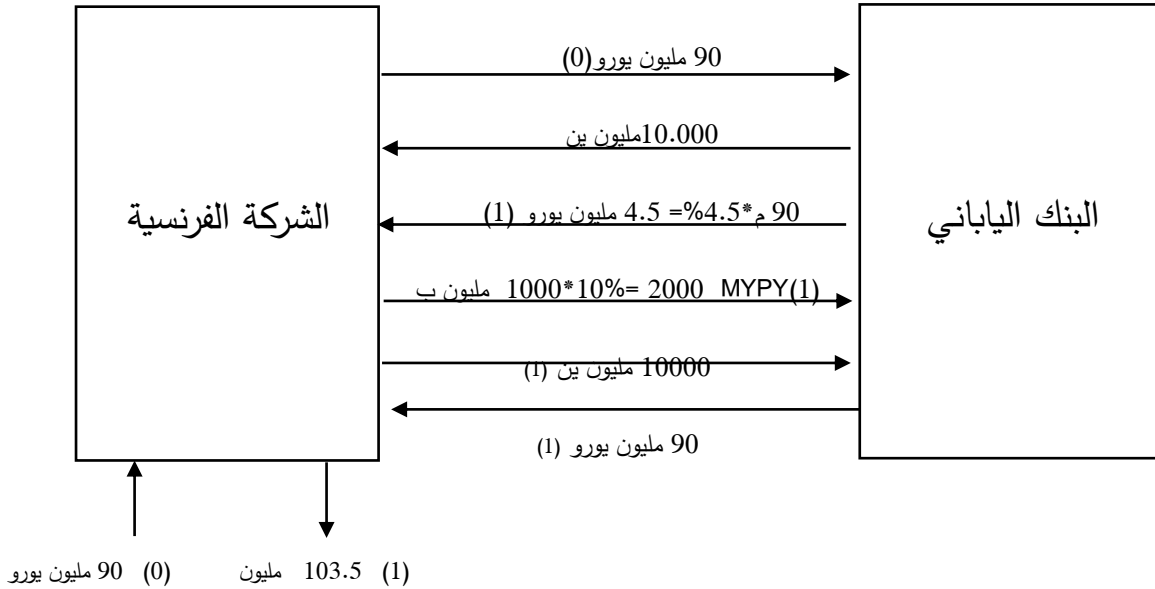 90 مليون يورو(0)
10.000مليون ين
الشركة الفرنسية
90 م*4.5%= 4.5 مليون يورو (1)
البنك الياباني
1000*10%= 2000 MYPY(1) مليون ب
10000 مليون ين (1)
90 مليون يورو (1)
(0) 90 مليون يورو
(1) 103.5 مليون